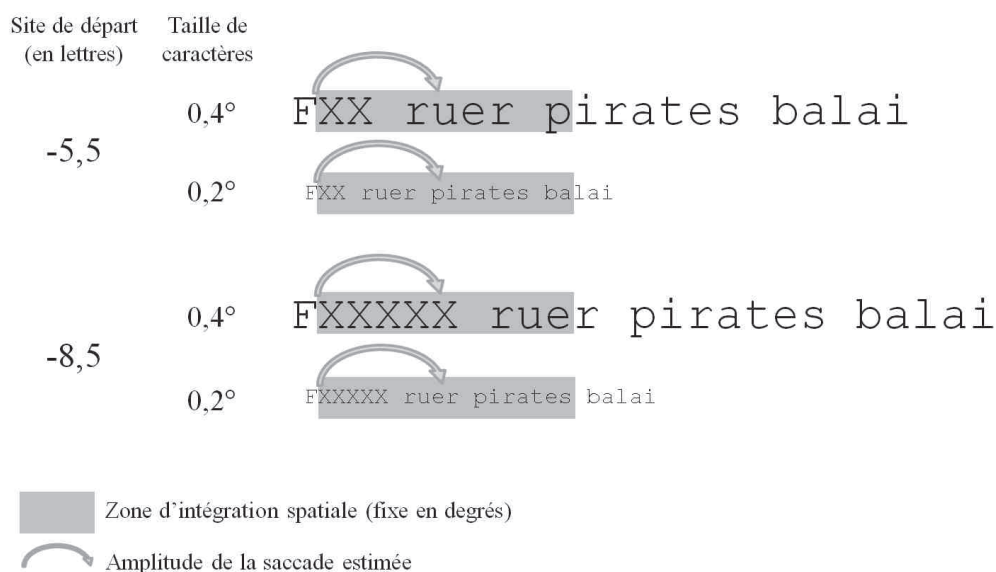 Site de départ
(en lettres)
Taille de
caractères
0,4°
FXX ruer pirates balai
-5,5
0,2°
FXX ruer pirates balai
0,4°
FXXXXX ruer pirates balai
-8,5
0,2°
FXXXXX ruer pirates balai
Zone d'intégration spatiale (fixe en degrés)
Amplitude de la saccade estimée